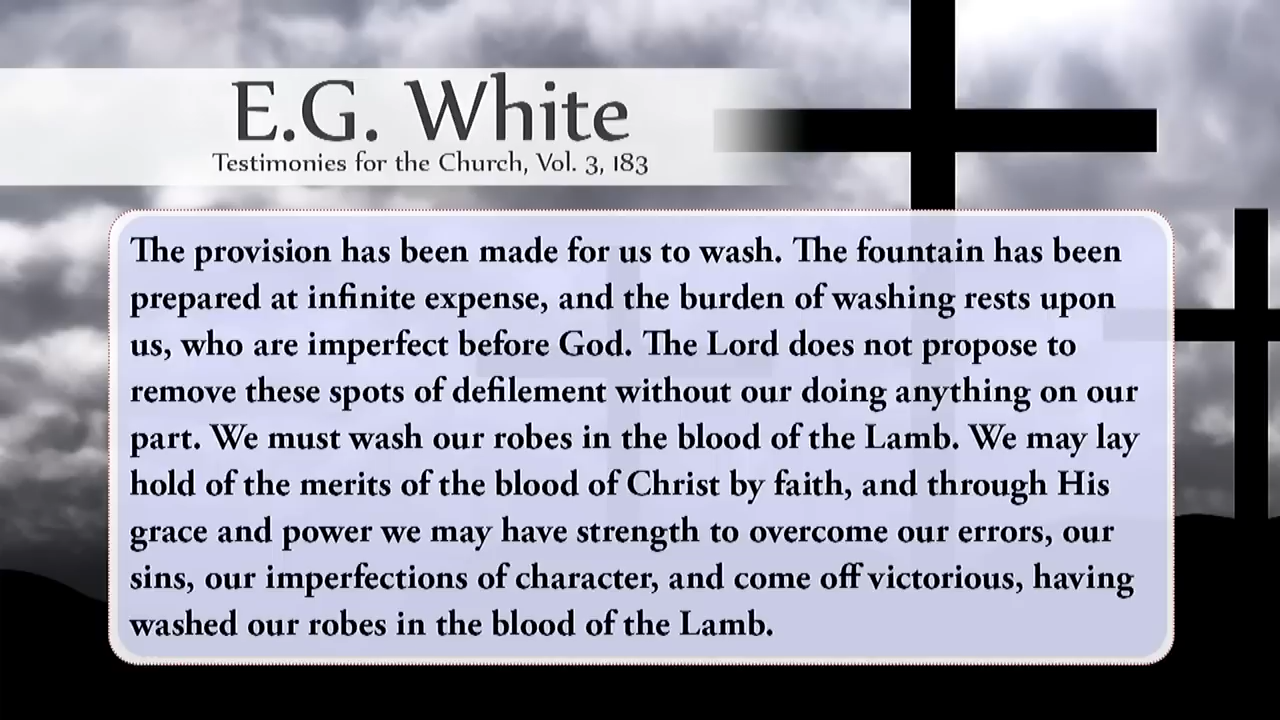 E.G. White
Testimonies for the Church, Vol. 3, 183
The provision has been made for us to wash. The fountain has been
prepared at infinite expense, and the burden of washing rests upon
us, who are imperfect before God. The Lord does not propose to
remove these spots of defilement without our doing anything on our
part. We must wash our robes in the blood of the Lamb. We may lay
hold of the merits of the blood of Christ by faith, and through His
grace and power we may have strength to overcome our errors, our
sins, our imperfections of character, and come off victorious, having
washed our robes in the blood of the Lamb.